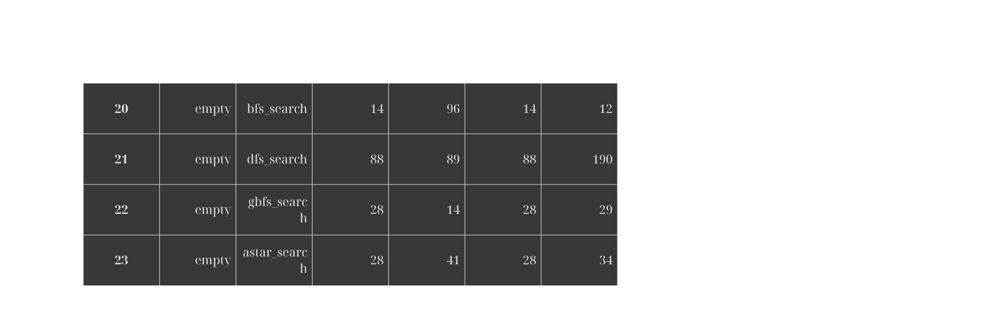 20 empty bfs_search 14 96 14 12
21 empty dfs_search 88 89 88 190
22 empty gbfs_searc
h 28 14 28 29
23 empty astar_searc
h 28 41 28 34